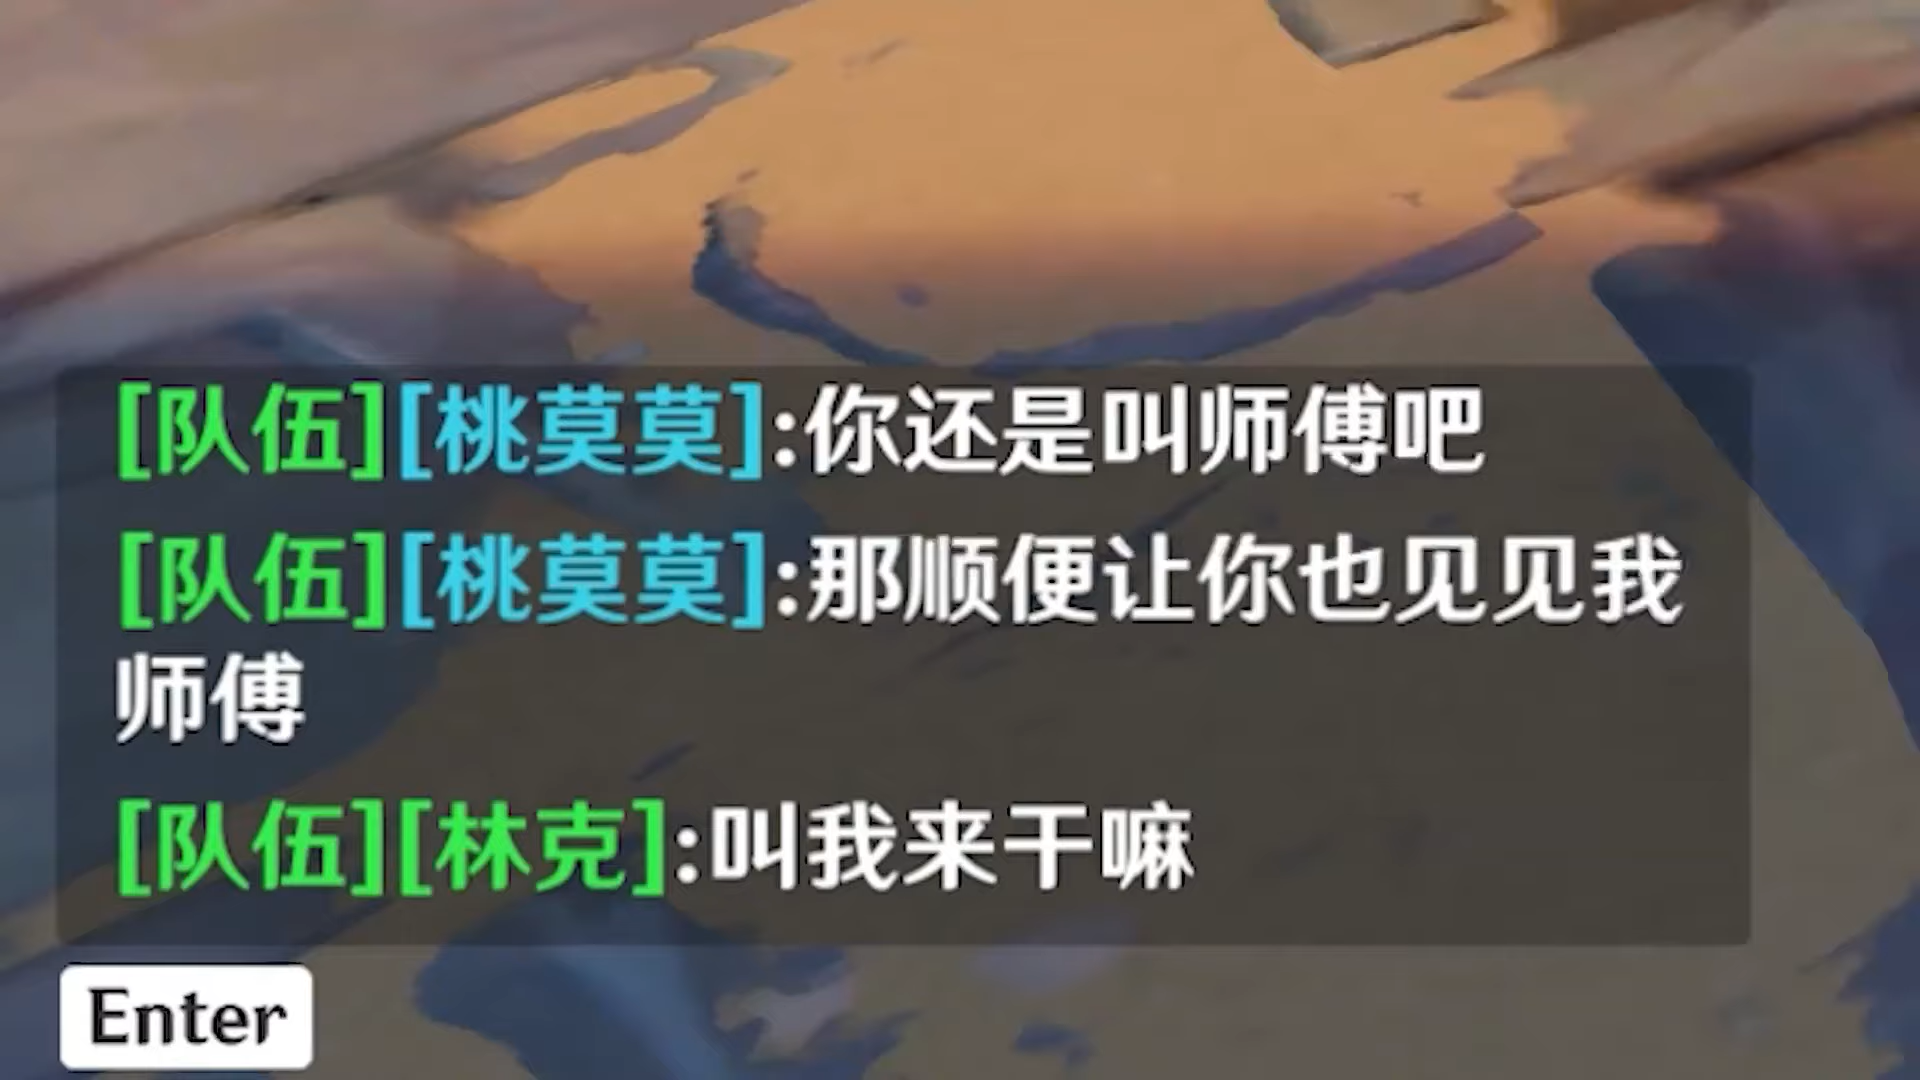 [队伍][桃莫莫]:你还是叫师傅吧
[队伍][桃莫莫]:那顺便让你也见见我
师傅
[队伍][林克]:叫我来干嘛
Enter